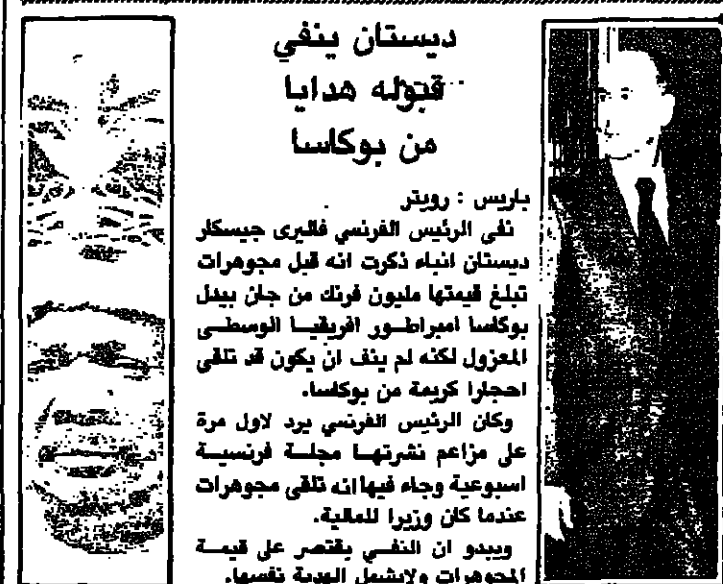 ديستان ينفي
قبوله هدايا
من بوكاسا
باريس : رويتر
نفى الرئيس الفرنسي فاليرى جيسكار
ديستان انباء ذكرت انه قبل مجوهرات
تبلغ قيمتها مليون فرنك من جان بيدل
بوكاسا امبراطور افريقيا الوسطى
المعزول لكنه لم ينف ان يكون قد تلقى
احجارا كريمة من بوكاسا.
وكان الرئيس الفرنسي يرد لاول مرة
على مزاعم نشرتها مجلة فرنسية
اسبوعية وجاء فيها انه تلقى مجوهرات
عندما كان وزيرا للمالية.
ويبدو ان النفي يقتصر على قيمة
المجوهرات ولايشمل الهدية نفسها.